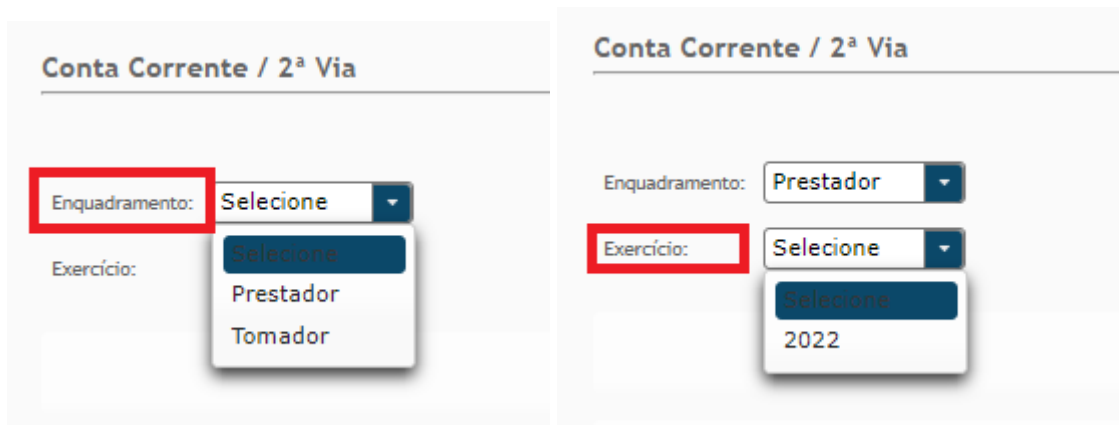 Conta Corrente / 2ª Via
Enquadramento: Selecione
Selecione
Exercício:
Prestador
Tomador
Conta Corrente / 2ª Via
Enquadramento: Prestador
Exercício: Selecione
Selecione
2022